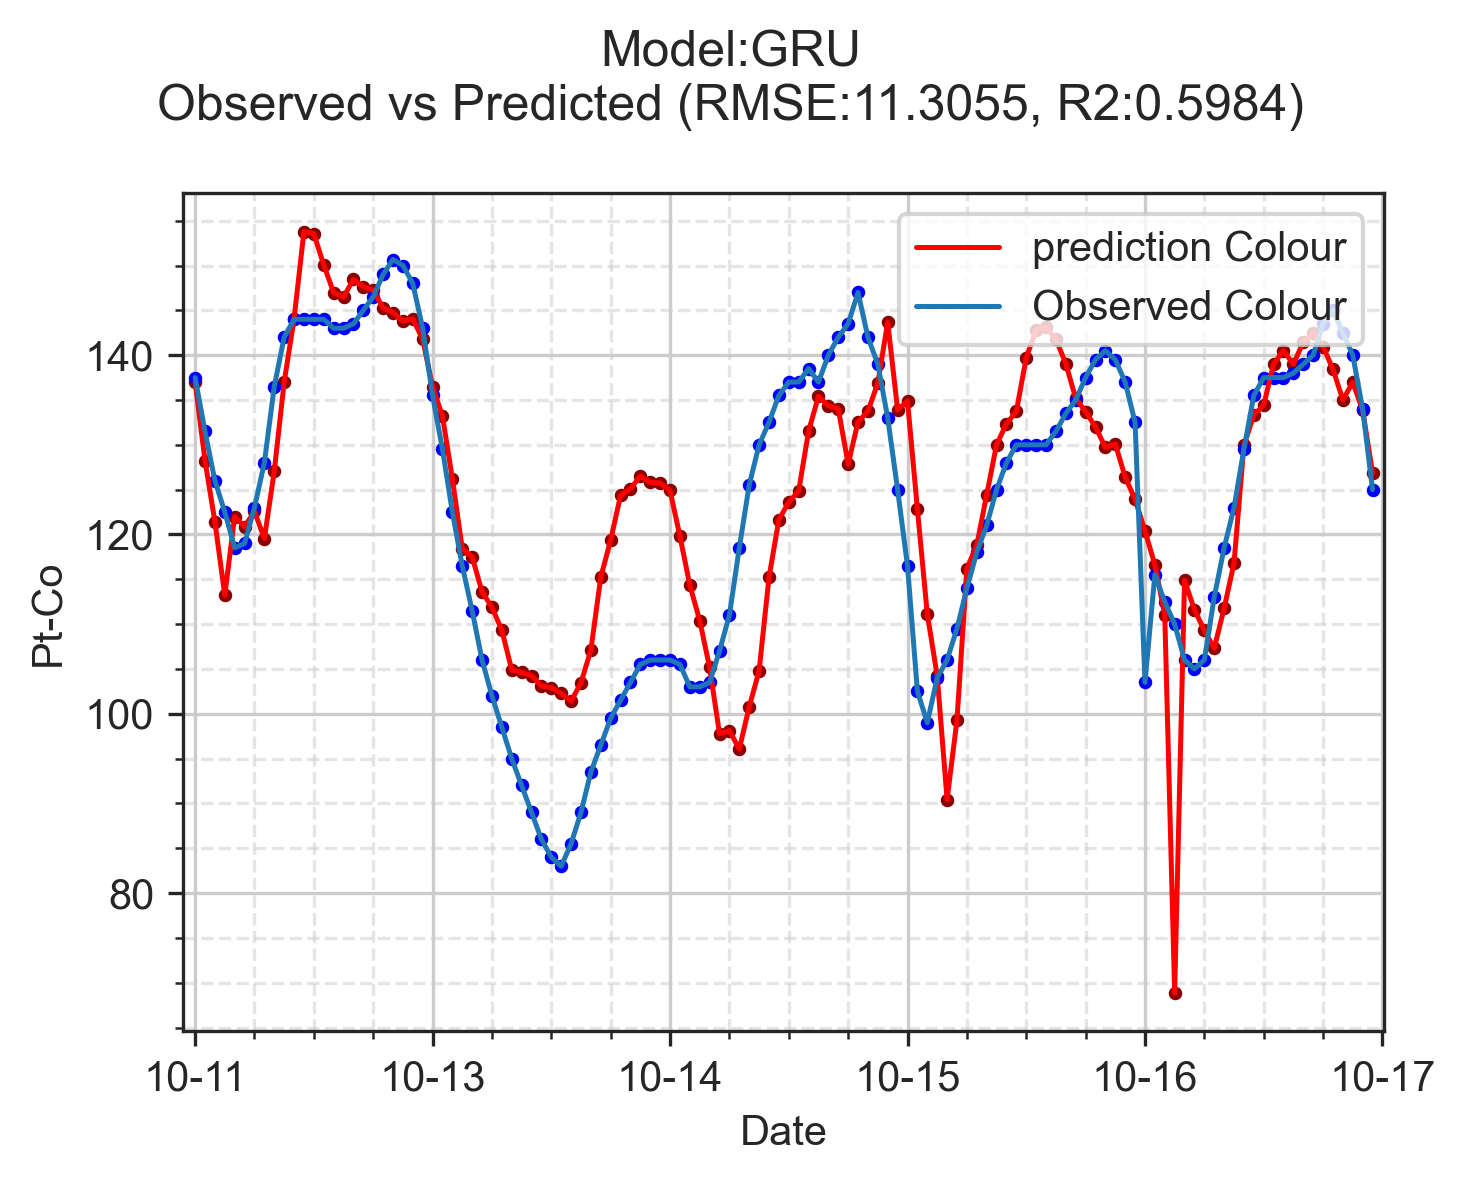 Model:GRU
Observed vs Predicted (RMSE:11.3055, R2:0.5984)
prediction Colour
Observed Colour
140
120
100
80
Pt-Co
10-11 10-13 10-14 10-15 10-16 10-17
Date